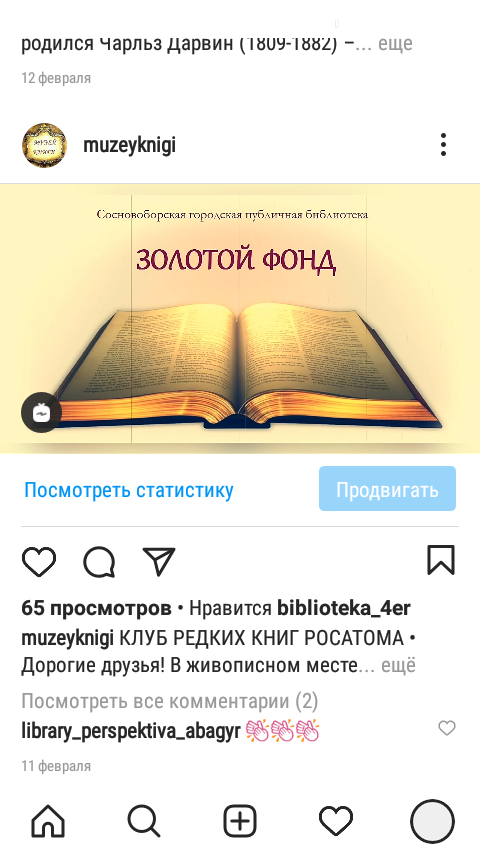 родился Чарльз Дарвин (1809-1882) –... еще
12 февраля
МУЗЕЙ
КНИГИ
muzeyknigi
Сосновоборская городская публичная библиотека
ЗОЛОТОЙ ФОНД
Посмотреть статистику
Продвигать
65 просмотров • Нравится biblioteka_4er
muzeyknigi КЛУБ РЕДКИХ КНИГ РОСАТОМА •
Дорогие друзья! В живописном месте... ещё
Посмотреть все комментарии (2)
library_perspektiva_abagyr 👏👏👏
11 февраля